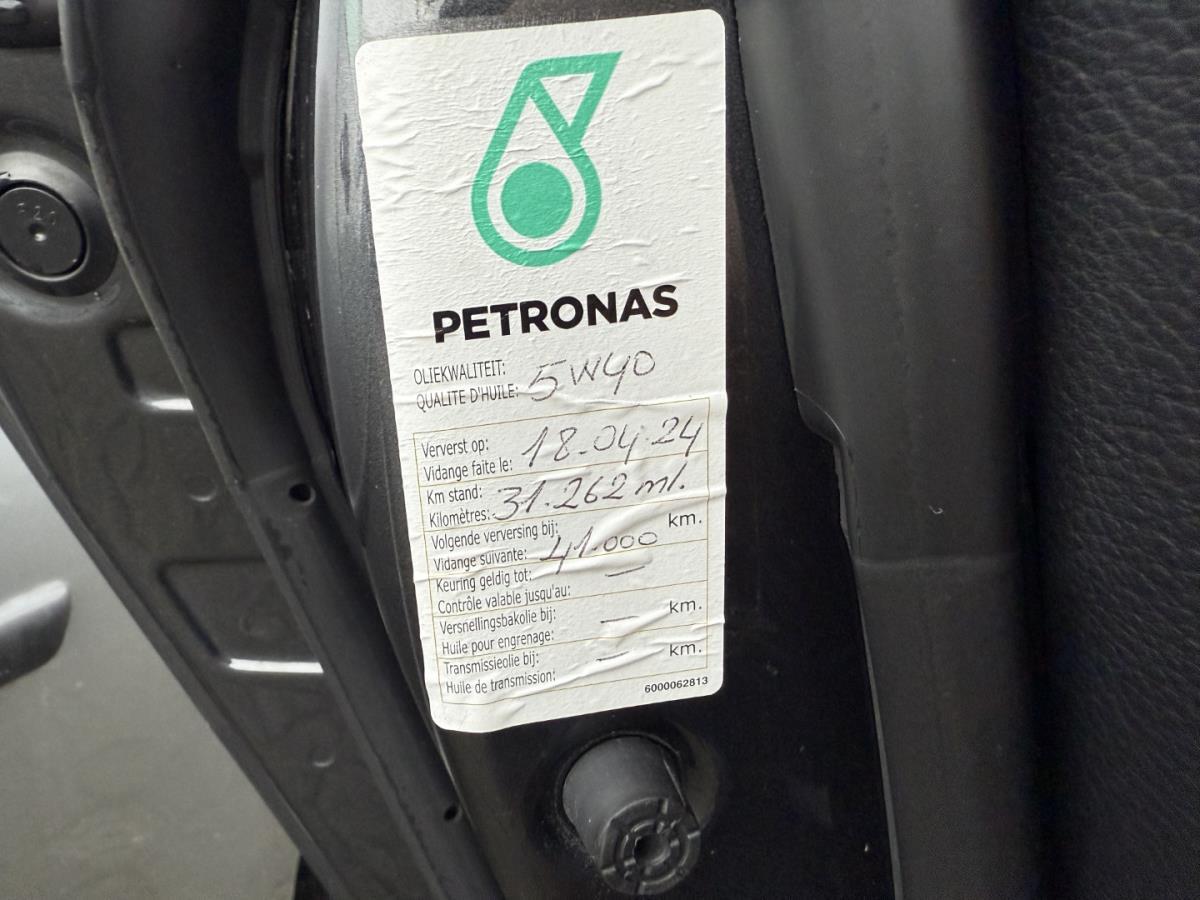 PETRONAS
OLIEKWALITEIT:
QUALITE D'HUILE: 5W40
Ververst op:
Vidange faite le: 18.04.24
Km stand:
Kilomètres: 31.262 ml.
Volgende verversing bij: km.
Vidange suivante: 41.000
Keuring geldig tot: —
Contrôle valable jusqu'au:
Versnellingsbakolie bij: — km.
Huile pour engrenage:
Transmissieolie bij: — km.
Huile de transmission:
6000062813